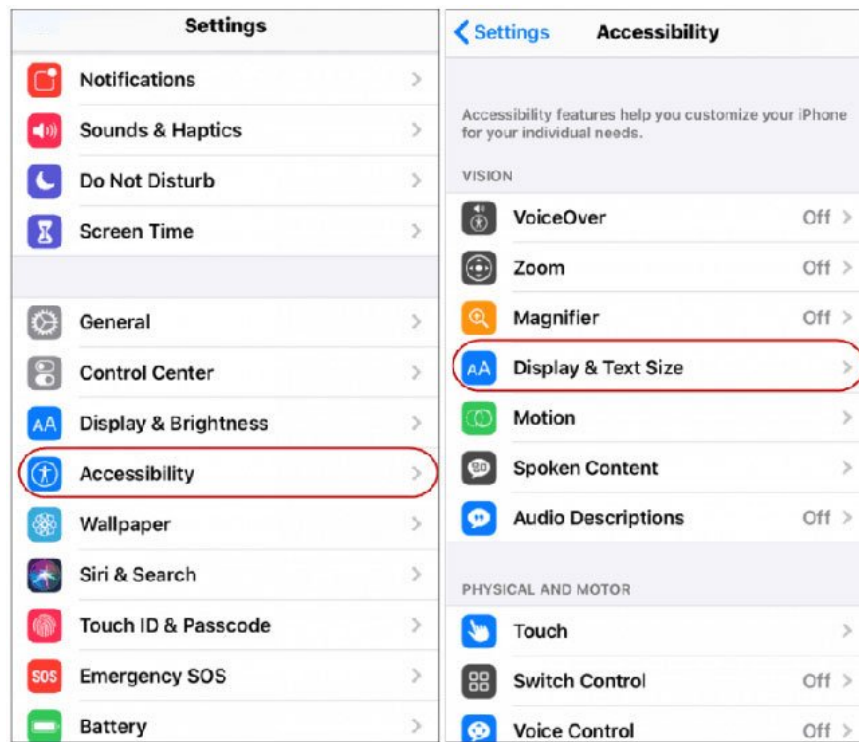 Settings
Notifications
Sounds & Haptics
Do Not Disturb
Screen Time
General
Control Center
AA Display & Brightness
Accessibility
Wallpaper
Siri & Search
Touch ID & Passcode
SOS Emergency SOS
Battery
Settings Accessibility
Accessibility features help you customize your iPhone
for your individual needs.
VISION
VoiceOver Off
Zoom Off
Magnifier Off
AA Display & Text Size
Motion
Spoken Content
Audio Descriptions Off
PHYSICAL AND MOTOR
Touch
Switch Control Off
Voice Control Off